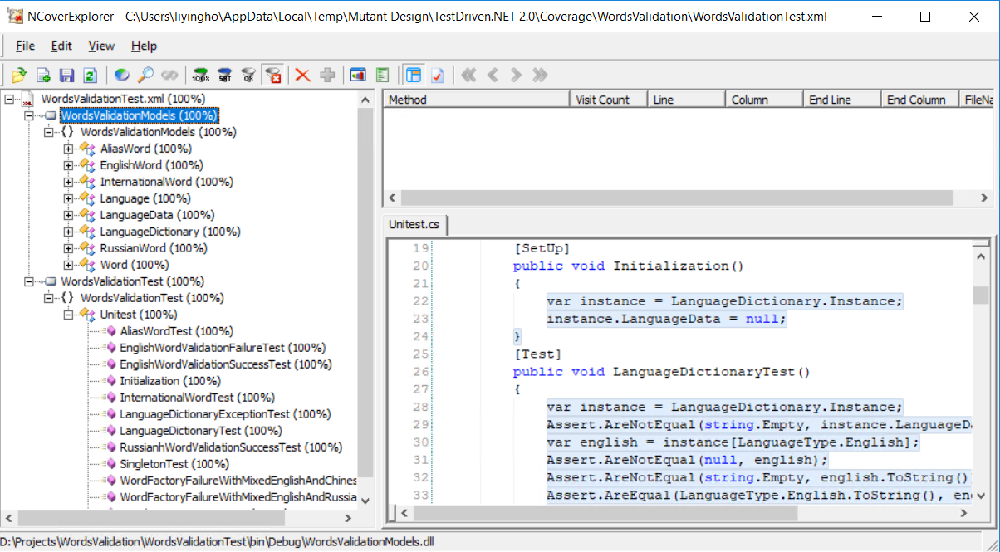 NCoverExplorer - C:\Users\liyingho\AppData\Local\Temp\Mutant Design\TestDriven.NET 2.0\Coverage\WordsValidation\WordsValidationTest.xml
File Edit View Help
100% SAT OK
WordsValidationTest.xml (100%)
WordsValidationModels (100%)
{} WordsValidationModels (100%)
AliasWord (100%)
EnglishWord (100%)
InternationalWord (100%)
Language (100%)
LanguageData (100%)
LanguageDictionary (100%)
RussianWord (100%)
Word (100%)
WordsValidationTest (100%)
{} WordsValidationTest (100%)
Unitest (100%)
AliasWordTest (100%)
EnglishWordValidationFailureTest (100%)
EnglishWordValidationSuccessTest (100%)
Initialization (100%)
InternationalWordTest (100%)
LanguageDictionaryExceptionTest (100%)
LanguageDictionaryTest (100%)
RussianhWordValidationSuccessTest (100%)
SingletonTest (100%)
WordFactoryFailureWithMixedEnglishAndChines
WordFactoryFailureWithMixedEnglishAndRussia
Method Visit Count Line Column End Line End Column FileNa
Unitest.cs
19 [SetUp]
20 public void Initialization()
21 {
22 var instance = LanguageDictionary.Instance;
23 instance.LanguageData = null;
24 }
25 [Test]
26 public void LanguageDictionaryTest()
27 {
28 var instance = LanguageDictionary.Instance;
29 Assert.AreNotEqual(string.Empty, instance.LanguageDa
30 var english = instance[LanguageType.English];
31 Assert.AreNotEqual(null, english);
32 Assert.AreNotEqual(string.Empty, english.ToString()
33 Assert.AreEqual(LanguageType.English.ToString(), en
D:\Projects\WordsValidation\WordsValidationTest\bin\Debug\WordsValidationModels.dll